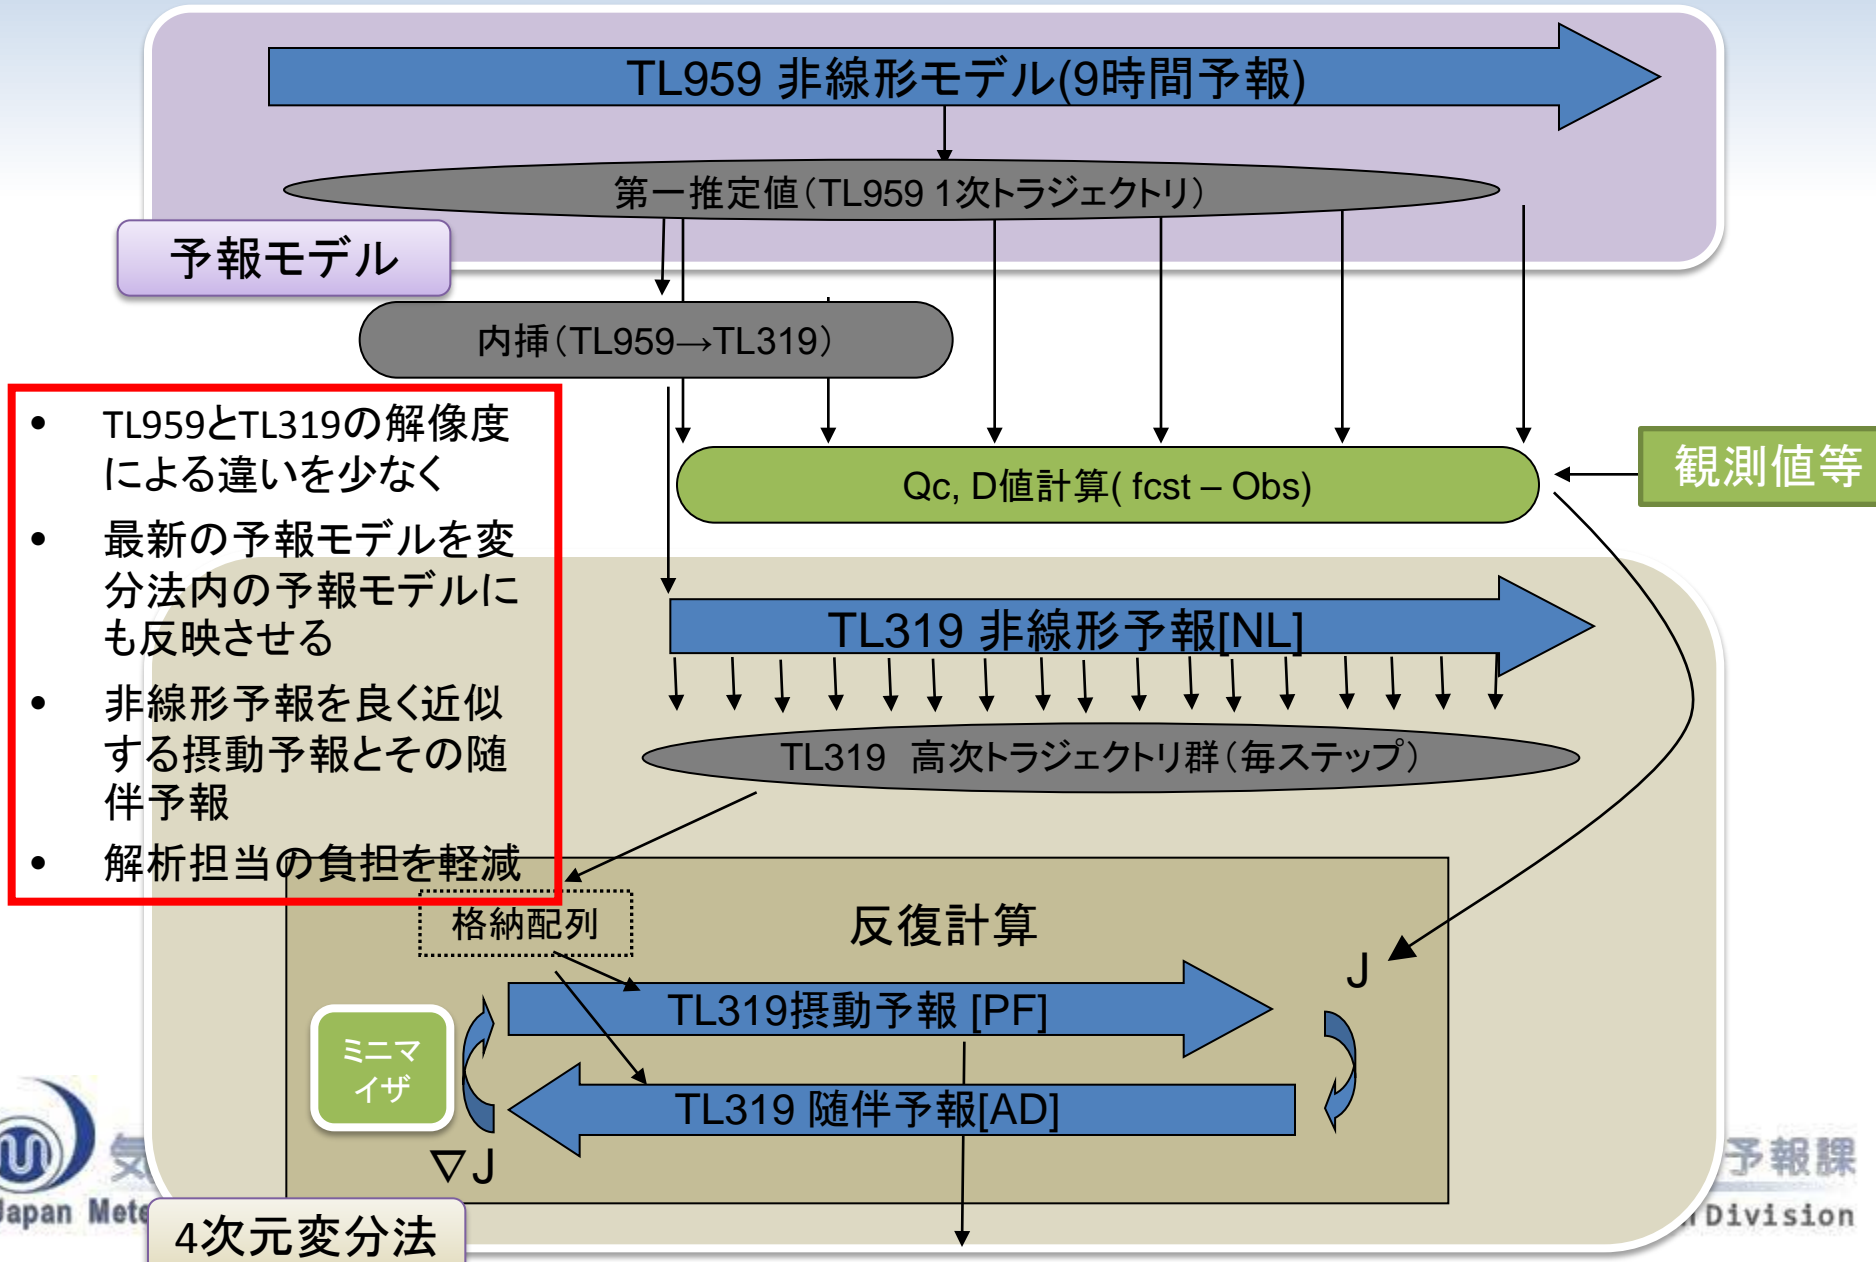 TL959 非線形モデル(9時間予報)
第一推定値(TL959 1次トラジェクトリ)
予報モデル
内挿(TL959→TL319)
• TL959とTL319の解像度
による違いを少なく
• 最新の予報モデルを変
分法内の予報モデルに
も反映させる
• 非線形予報を良く近似
する摂動予報とその随
伴予報
• 解析担当の負担を軽減
観測値等
Qc, D値計算( fcst – Obs)
TL319 非線形予報[NL]
TL319 高次トラジェクトリ群(毎ステップ)
格納配列
反復計算
J
TL319摂動予報 [PF]
ミニマ
イザ
TL319 随伴予報[AD]
∇J
気
予報課
Japan Mete
Division
4次元変分法